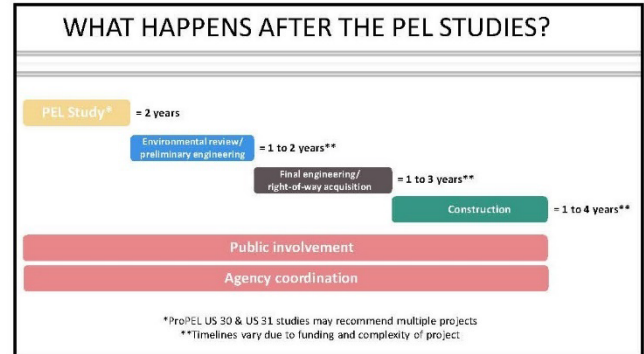 WHAT HAPPENS AFTER THE PEL STUDIES?
PEL Study* = 2 years
Environmental review/
preliminary engineering = 1 to 2 years**
Final engineering/
right-of-way acquisition = 1 to 3 years**
Construction = 1 to 4 years**
Public involvement
Agency coordination
*ProPEL US 30 & US 31 studies may recommend multiple projects
**Timelines vary due to funding and complexity of project